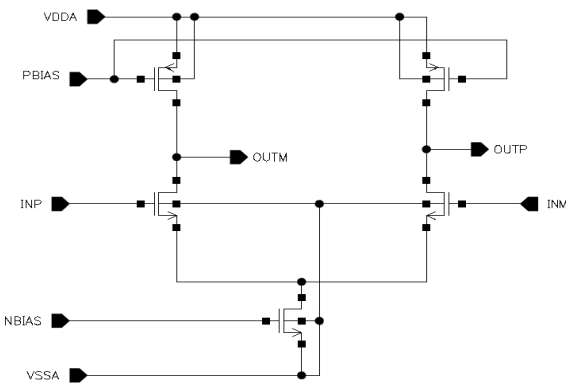 VDDA
PBIAS
OUTM
OUTP
INP
INM
NBIAS
VSSA